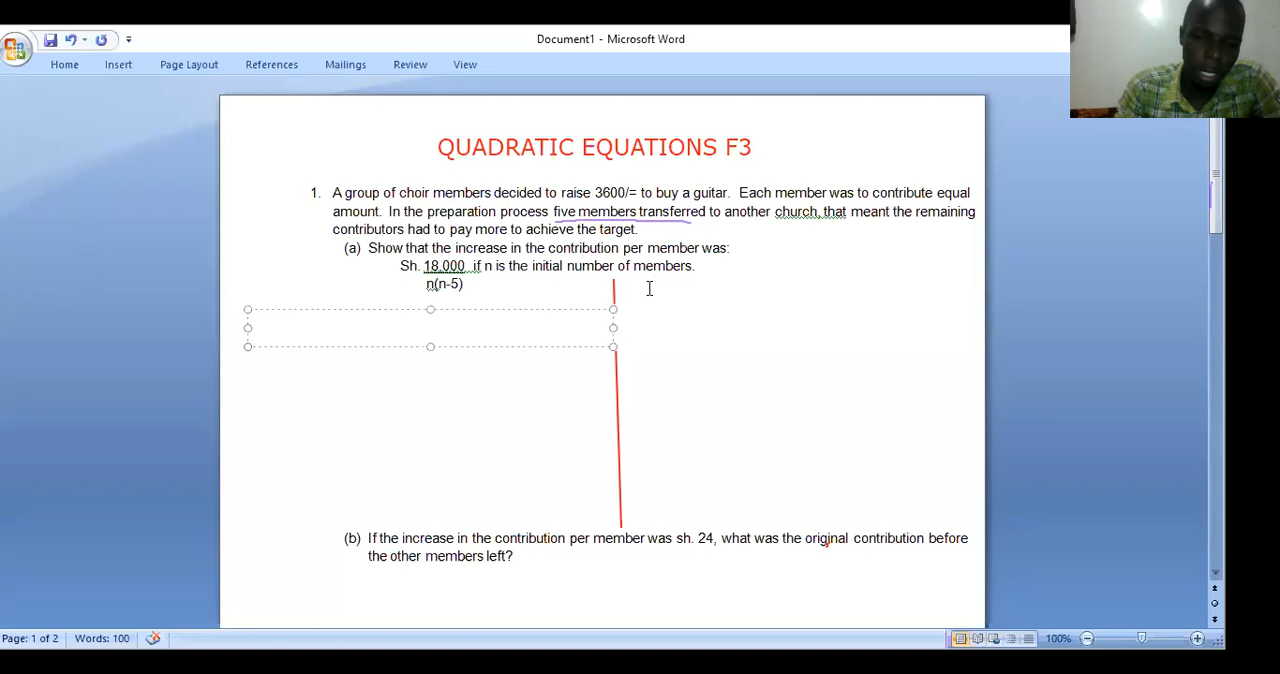 Document1 - Microsoft Word
Home Insert Page Layout References Mailings Review View
QUADRATIC EQUATIONS F3
1. A group of choir members decided to raise 3600/= to buy a guitar. Each member was to contribute equal
amount. In the preparation process five members transferred to another church, that meant the remaining
contributors had to pay more to achieve the target.
(a) Show that the increase in the contribution per member was:
Sh. 18,000 if n is the initial number of members.
n(n-5)
(b) If the increase in the contribution per member was sh. 24, what was the original contribution before
the other members left?
Page: 1 of 2 Words: 100 100%